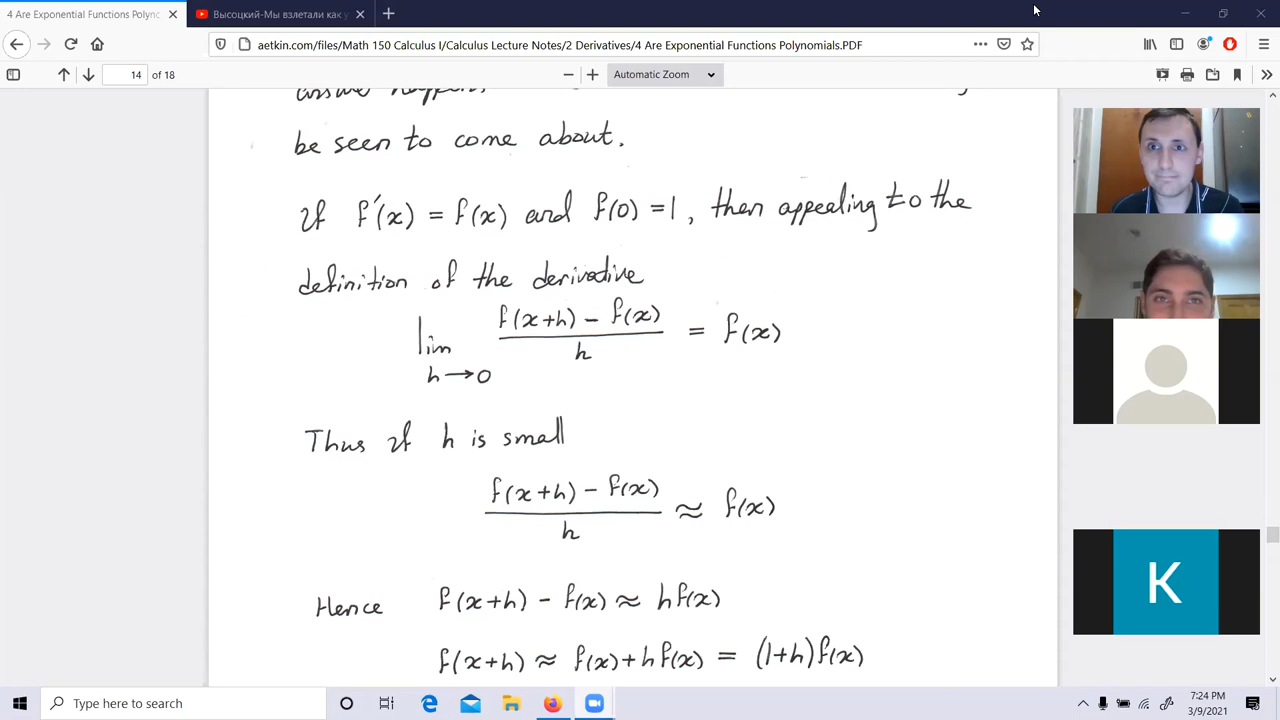 4 Are Exponential Functions Polync
Высоцкий-Мы взлетали как у
aetkin.com/files/Math 150 Calculus I/Calculus Lecture Notes/2 Derivatives/4 Are Exponential Functions Polynomials.PDF
14 of 18
Automatic Zoom
answer happens
be seen to come about.
If f'(x) = f(x) and f(0) = 1, then appealing to the
definition of the derivative
lim h→0 (f(x+h) - f(x))/h = f(x)
Thus if h is small
(f(x+h) - f(x))/h ≈ f(x)
Hence f(x+h) - f(x) ≈ hf(x)
f(x+h) ≈ f(x)+hf(x) = (1+h)f(x)
K
Type here to search
7:24 PM
3/9/2021